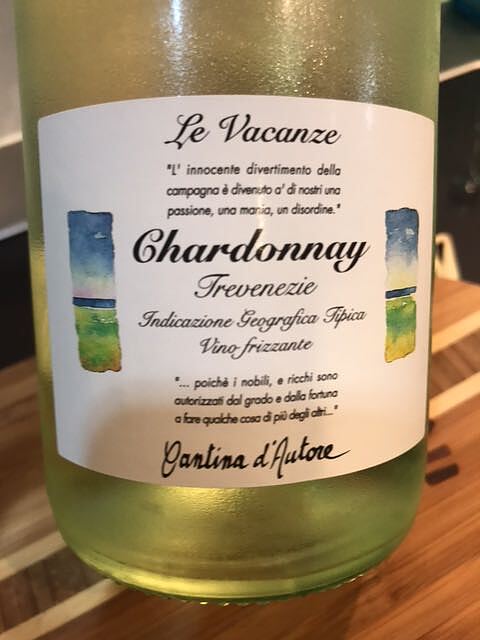 Le Vacanze
"L' innocente divertimento della
campagna è divenuto a' di nostri una
passione, una mania, un disordine."
Chardonnay
Trevenezie
Indicazione Geografica Tipica
Vino frizzante
"... poichè i nobili, e ricchi sono
autorizzati dal grado e dalla fortuna
a fare qualche cosa di più degli altri..."
Cantina d'Autore